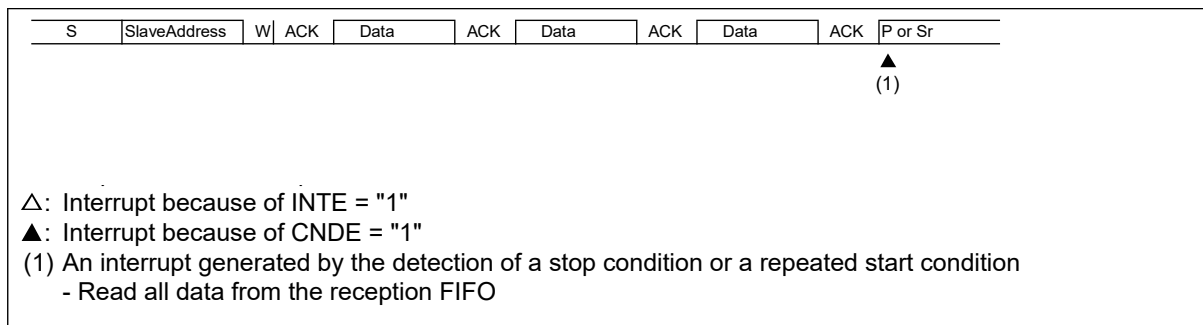 S SlaveAddress W ACK Data ACK Data ACK Data ACK P or Sr
▲
(1)
△: Interrupt because of INTE = "1"
▲: Interrupt because of CNDE = "1"
(1) An interrupt generated by the detection of a stop condition or a repeated start condition
- Read all data from the reception FIFO